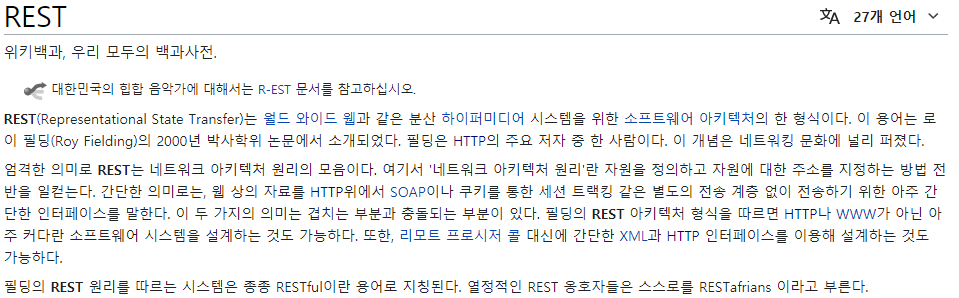 REST
27개 언어
위키백과, 우리 모두의 백과사전.
대한민국의 힙합 음악가에 대해서는 R-EST 문서를 참고하십시오.
REST(Representational State Transfer)는 월드 와이드 웹과 같은 분산 하이퍼미디어 시스템을 위한 소프트웨어 아키텍처의 한 형식이다. 이 용어는 로
이 필딩(Roy Fielding)의 2000년 박사학위 논문에서 소개되었다. 필딩은 HTTP의 주요 저자 중 한 사람이다. 이 개념은 네트워킹 문화에 널리 퍼졌다.
엄격한 의미로 REST는 네트워크 아키텍처 원리의 모음이다. 여기서 '네트워크 아키텍처 원리'란 자원을 정의하고 자원에 대한 주소를 지정하는 방법 전
반을 일컫는다. 간단한 의미로는, 웹 상의 자료를 HTTP위에서 SOAP이나 쿠키를 통한 세션 트랙킹 같은 별도의 전송 계층 없이 전송하기 위한 아주 간
단한 인터페이스를 말한다. 이 두 가지의 의미는 겹치는 부분과 충돌되는 부분이 있다. 필딩의 REST 아키텍처 형식을 따르면 HTTP나 WWW가 아닌 아
주 커다란 소프트웨어 시스템을 설계하는 것도 가능하다. 또한, 리모트 프로시저 콜 대신에 간단한 XML과 HTTP 인터페이스를 이용해 설계하는 것도
가능하다.
필딩의 REST 원리를 따르는 시스템은 종종 RESTful이란 용어로 지칭된다. 열정적인 REST 옹호자들은 스스로를 RESTafrians 이라고 부른다.